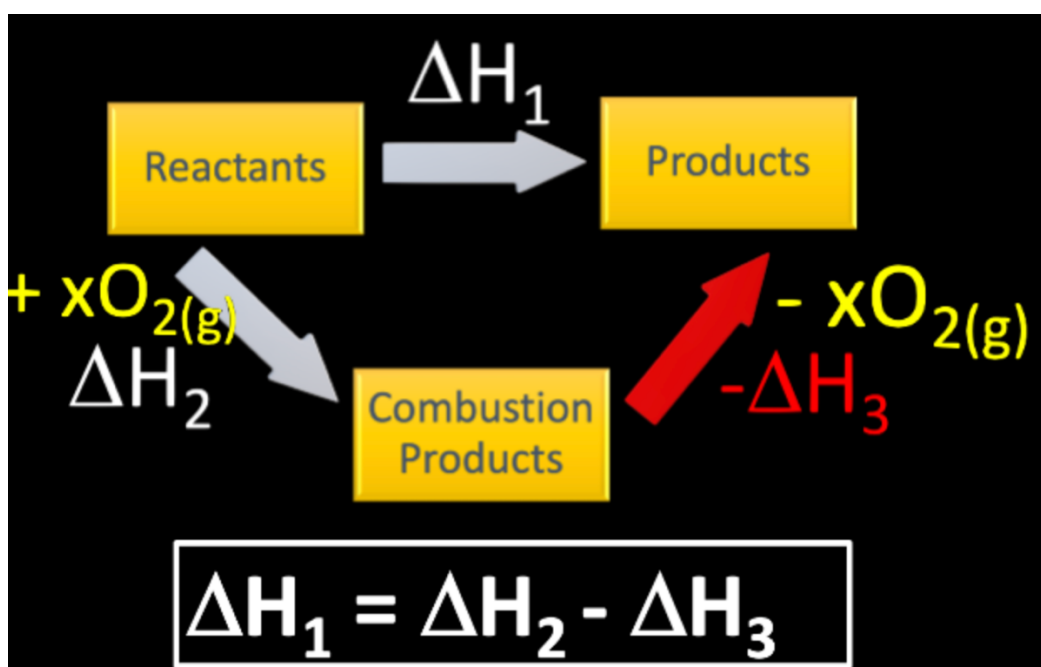 ΔH₁
Reactants
Products
+ xO₂(g)
- xO₂(g)
ΔH₂
-ΔH₃
Combustion
Products
ΔH₁ = ΔH₂ - ΔH₃